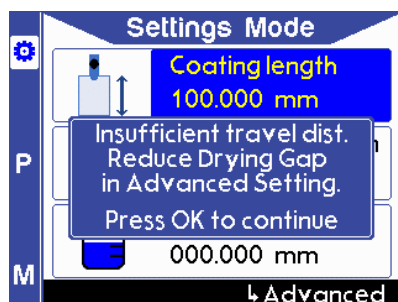 Settings Mode
Coating length
100.000 mm
Insufficient travel dist.
Reduce Drying Gap
in Advanced Setting.
Press OK to continue
P
000.000 mm
M
↳Advanced